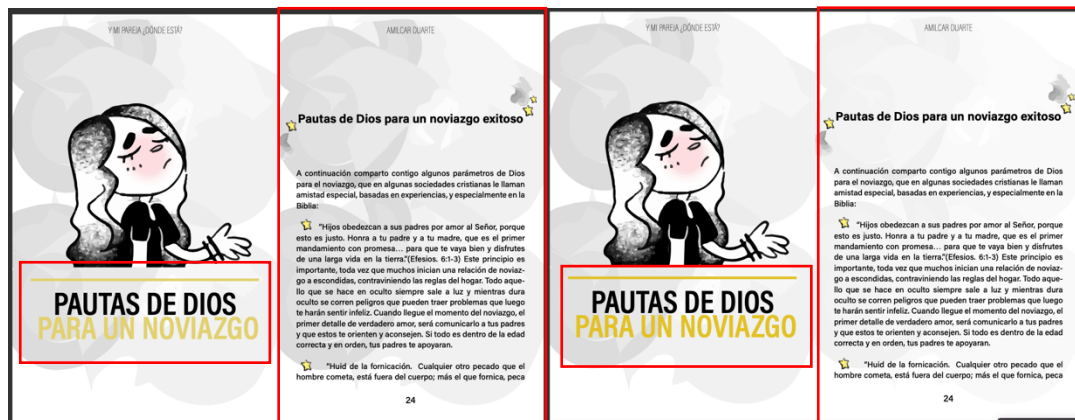 Y MI PAREJA ¿DÓNDE ESTÁ?
PAUTAS DE DIOS
PARA UN NOVIAZGO
AMILCAR DUARTE
Pautas de Dios para un noviazgo exitoso
A continuación comparto contigo algunos parámetros de Dios
para el noviazgo, que en algunas sociedades cristianas le llaman
amistad especial, basadas en experiencias, y especialmente en la
Biblia:
"Hijos obedezcan a sus padres por amor al Señor, porque
esto es justo. Honra a tu padre y a tu madre, que es el primer
mandamiento con promesa... para que te vaya bien y disfrutes
de una larga vida en la tierra."(Efesios. 6:1-3) Este principio es
importante, toda vez que muchos inician una relación de noviaz-
go a escondidas, contraviniendo las reglas del hogar. Todo aque-
llo que se hace en oculto siempre sale a luz y mientras dura
oculto se corren peligros que pueden traer problemas que luego
te harán sentir infeliz. Cuando llegue el momento del noviazgo, el
primer detalle de verdadero amor, será comunicarlo a tus padres
y que estos te orienten y aconsejen. Si todo es dentro de la edad
correcta y en orden, tus padres te apoyaran.
"Huid de la fornicación. Cualquier otro pecado que el
hombre cometa, está fuera del cuerpo; más el que fornica, peca
24
Y MI PAREJA ¿DÓNDE ESTÁ?
PAUTAS DE DIOS
PARA UN NOVIAZGO
AMILCAR DUARTE
Pautas de Dios para un noviazgo exitoso
A continuación comparto contigo algunos parámetros de Dios
para el noviazgo, que en algunas sociedades cristianas le llaman
amistad especial, basadas en experiencias, y especialmente en la
Biblia:
"Hijos obedezcan a sus padres por amor al Señor, porque
esto es justo. Honra a tu padre y a tu madre, que es el primer
mandamiento con promesa... para que te vaya bien y disfrutes
de una larga vida en la tierra."(Efesios. 6:1-3) Este principio es
importante, toda vez que muchos inician una relación de noviaz-
go a escondidas, contraviniendo las reglas del hogar. Todo aque-
llo que se hace en oculto siempre sale a luz y mientras dura
oculto se corren peligros que pueden traer problemas que luego
te harán sentir infeliz. Cuando llegue el momento del noviazgo, el
primer detalle de verdadero amor, será comunicarlo a tus padres
y que estos te orienten y aconsejen. Si todo es dentro de la edad
correcta y en orden, tus padres te apoyaran.
"Huid de la fornicación. Cualquier otro pecado que el
hombre cometa, está fuera del cuerpo; más el que fornica, peca
24